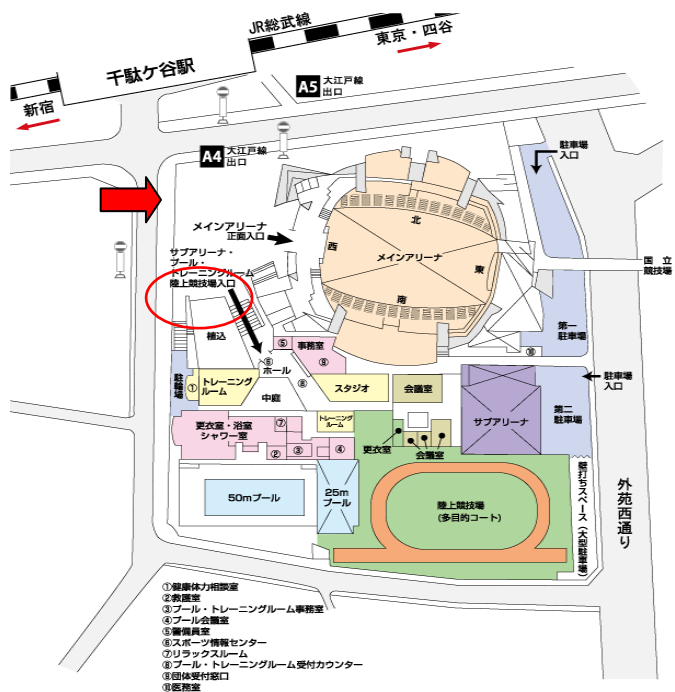 JR総武線
東京・四谷
千駄ケ谷駅
新宿
A5 大江戸線
出口
A4 大江戸線
出口
駐車場
入口
メインアリーナ
正面入口
北
西
メインアリーナ
東
南
国立
競技場
サブアリーナ・
プール・
トレーニングルーム
陸上競技場入口
植込
第一
駐車場
⑩
⑤
事務室
⑨
⑥
ホール
⑧
駐輪場
①
トレーニング
ルーム
中庭
スタジオ
会議室
駐車場
入口
サブアリーナ
第二
駐車場
更衣室・浴室
シャワー室
⑦
②
③
④
トレーニング
ルーム
更衣室
会議室
50mプール
25m
プール
陸上競技場
(多目的コート)
壁打ちスペース(大型駐車場)
外苑西通り
①健康体力相談室
②救護室
③プール・トレーニングルーム事務室
④プール会議室
⑤警備員室
⑥スポーツ情報センター
⑦リラックスルーム
⑧プール・トレーニングルーム受付カウンター
⑨団体受付窓口
⑩医務室